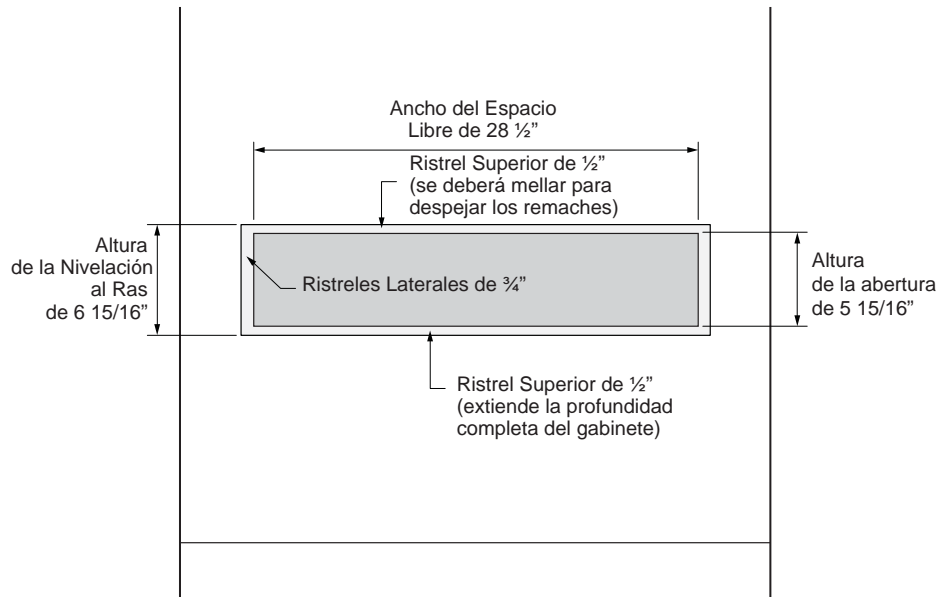 Ancho del Espacio
Libre de 28 ½”
Ristrel Superior de ½”
(se deberá mellar para
despejar los remaches)
Altura
de la Nivelación
al Ras
de 6 15/16”
Ristreles Laterales de ¾”
Altura
de la abertura
de 5 15/16”
Ristrel Superior de ½”
(extiende la profundidad
completa del gabinete)